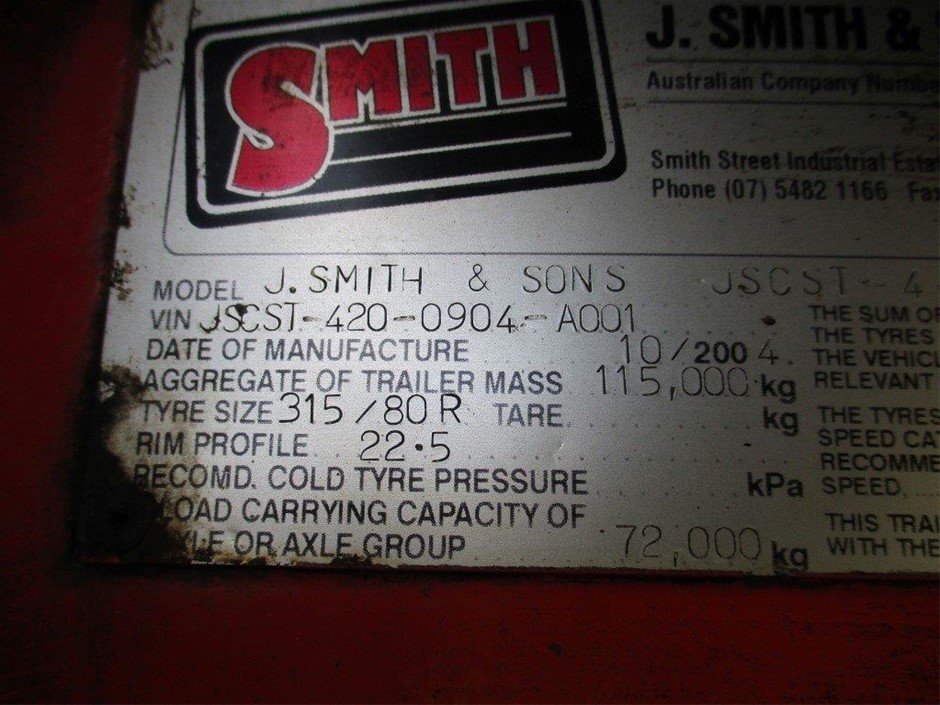 SMITH
J. SMITH &
Australian Company Number
Smith Street Industrial
Phone (07) 5482 1166 Fax
MODEL J. SMITH & SONS JSCST-4
VIN JSCST-420-0904-A001
DATE OF MANUFACTURE 10/2004.
AGGREGATE OF TRAILER MASS 115,000 kg
TYRE SIZE 315/80R TARE kg
RIM PROFILE 22.5
RECOMD. COLD TYRE PRESSURE kPa
LOAD CARRYING CAPACITY OF
AXLE OR AXLE GROUP 72,000 kg
THE SUM OF
THE TYRES
THE VEHICL
RELEVANT
THE TYRES
SPEED CAT
RECOMME
SPEED,
THIS TRAI
WITH THE